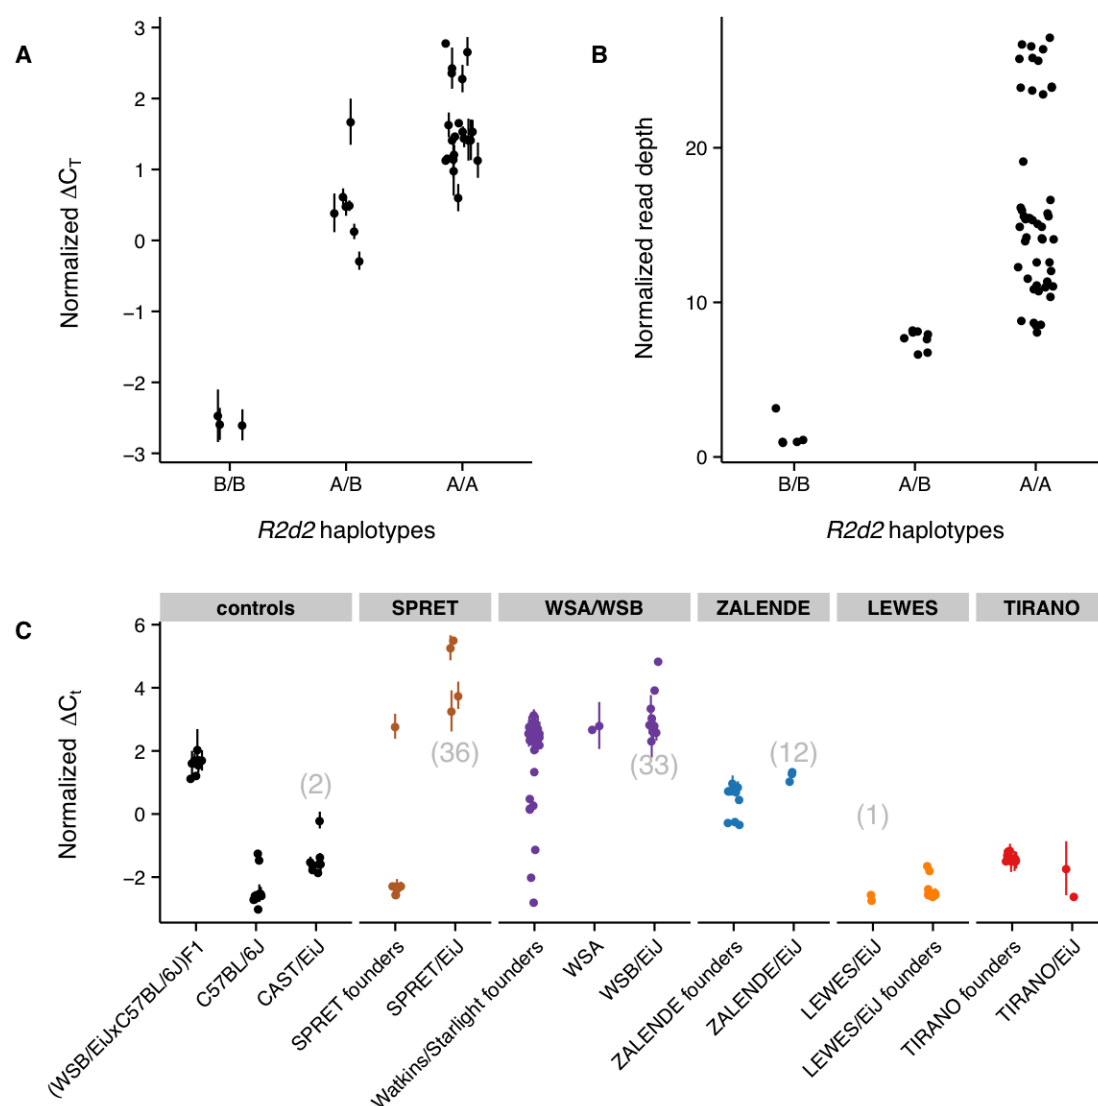 A
Normalized ΔCT
3
2
1
0
−1
−2
−3
B/B
A/B
A/A
R2d2 haplotypes
B
Normalized read depth
20
10
0
B/B
A/B
A/A
R2d2 haplotypes
C
Normalized ΔCt
controls
SPRET
WSA/WSB
ZALENDE
LEWES
TIRANO
6
4
2
0
−2
(2)
(36)
(33)
(12)
(1)
(WSB/EiJxC57BL/6J)F1
C57BL/6J
CAST/EiJ
SPRET founders
SPRET/EiJ
Watkins/Starlight founders
WSA
WSB/EiJ
ZALENDE founders
ZALENDE/EiJ
LEWES/EiJ
LEWES/EiJ founders
TIRANO founders
TIRANO/EiJ